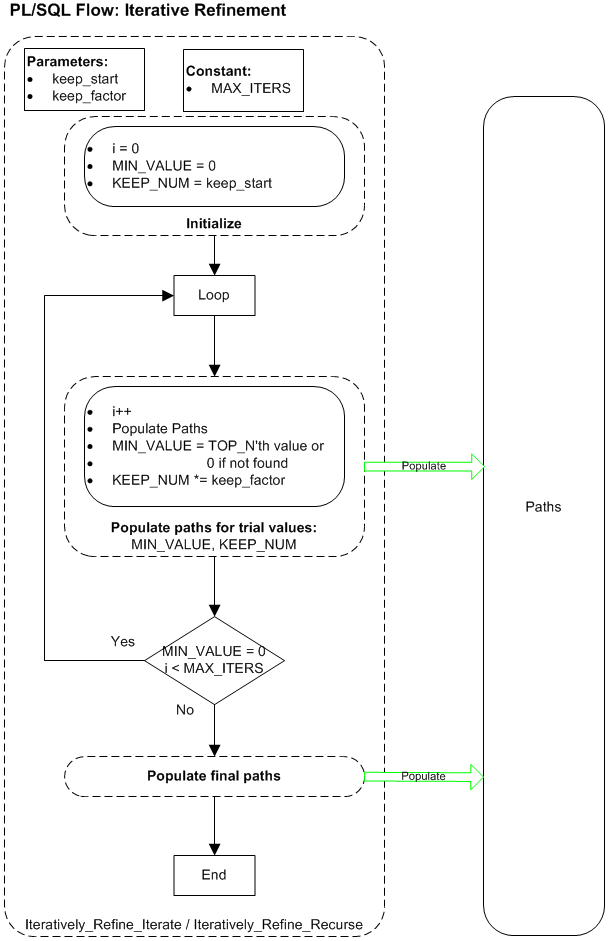 PL/SQL Flow: Iterative Refinement
Parameters:
• keep_start
• keep_factor
Constant:
• MAX_ITERS
• i = 0
• MIN_VALUE = 0
• KEEP_NUM = keep_start
Initialize
Loop
• i++
• Populate Paths
• MIN_VALUE = TOP_N'th value or
• 0 if not found
• KEEP_NUM *= keep_factor
Populate paths for trial values:
MIN_VALUE, KEEP_NUM
Populate
Paths
Yes
MIN_VALUE = 0
i < MAX_ITERS
No
Populate final paths
Populate
End
Iteratively_Refine_Iterate / Iteratively_Refine_Recurse